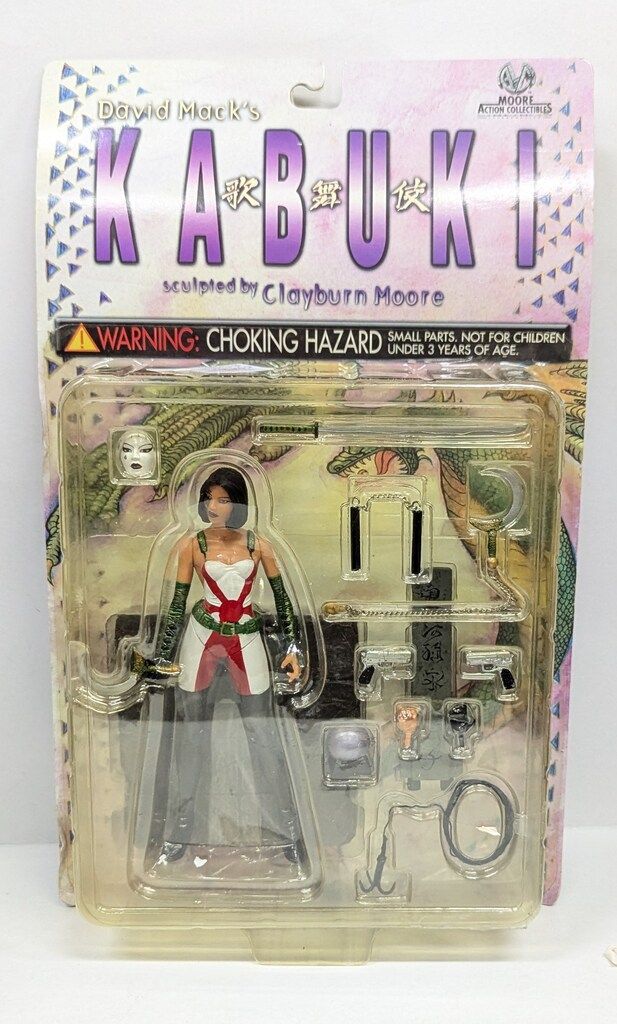 David Mack's
MOORE
ACTION COLLECTIBLES
KABUKI
歌舞伎
sculpted by Clayburn Moore
WARNING: CHOKING HAZARD SMALL PARTS. NOT FOR CHILDREN
UNDER 3 YEARS OF AGE.